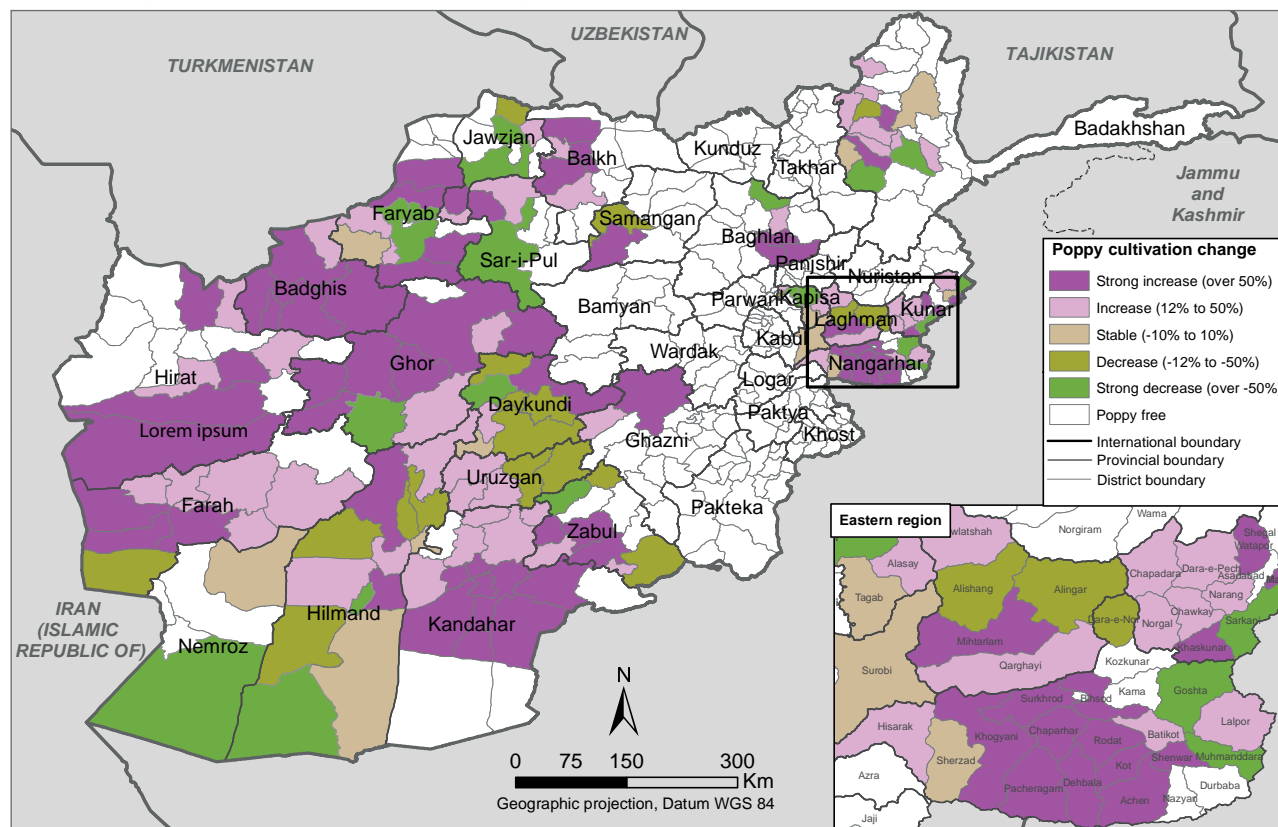 UZBEKISTAN
TURKMENISTAN
TAJIKISTAN
Badakhshan
Jawzjan
Balkh
Kunduz
Takhar
Jammu
and
Kashmir
Faryab
Samangan
Baghlan
Sar-i-Pul
Panjshir
Nuristan
Badghis
Bamyan
Parwan
Kapisa
Kunar
Laghman
Kabul
Ghor
Wardak
Nangarhar
Hirat
Logar
Daykundi
Paktya
Lorem ipsum
Ghazni
Khost
Uruzgan
Farah
Pakteka
Zabul
IRAN
(ISLAMIC
REPUBLIC OF)
Hilmand
Kandahar
Nemroz
Poppy cultivation change
Strong increase (over 50%)
Increase (12% to 50%)
Stable (-10% to 10%)
Decrease (-12% to -50%)
Strong decrease (over -50%
Poppy free
International boundary
Provincial boundary
District boundary
N
0 75 150 300
Km
Geographic projection, Datum WGS 84
Eastern region
wlatshah
Norgiram
Wama
Shepal
Watapor
Alasay
Chapadara
Dara-e-Pech
Asadabad
Tagab
Alishang
Alingar
Narang
Dara-e-Nor
Chawkay
Norgal
Sarkani
Mihtarlam
Khaskunar
Qarghayi
Kozkunar
Surobi
Kama
Goshta
Surkhrod
Bihsod
Lalpor
Hisarak
Khogyani
Chaparhar
Rodat
Batikot
Sherzad
Kot
Shenwar
Muhmanddara
Azra
Pacheragam
Dehbala
Achen
Nazyan
Durbaba
Jaji